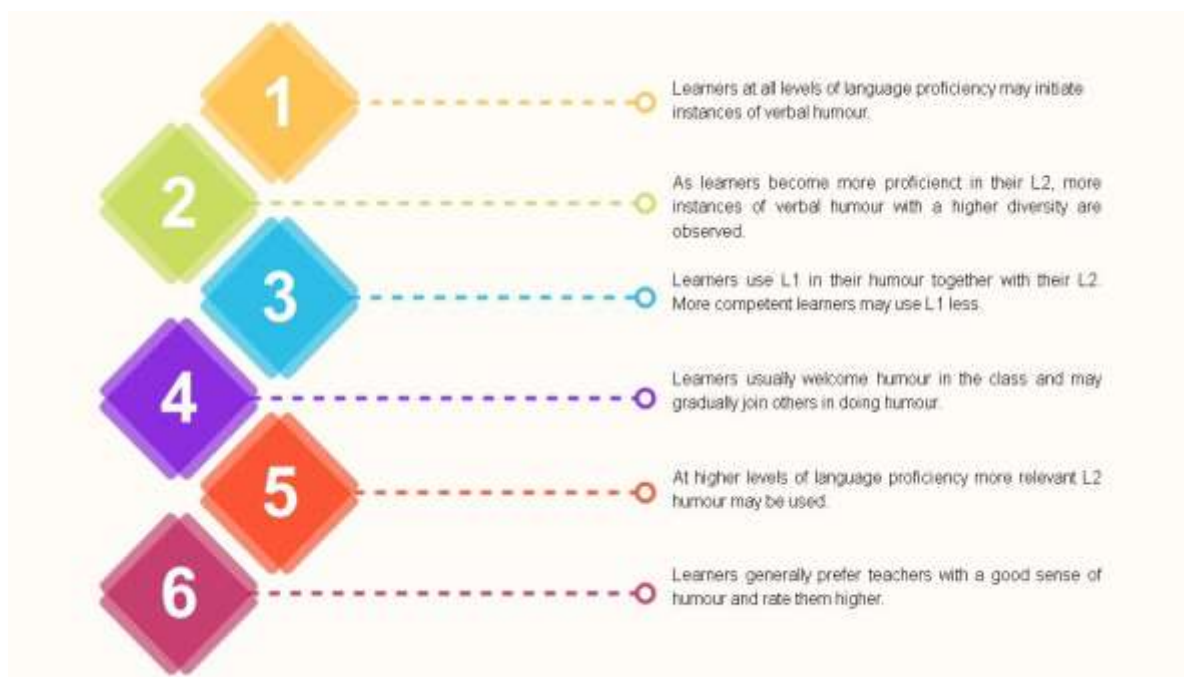 1
Learners at all levels of language proficiency may initiate
instances of verbal humour.
2
As learners become more proficienct in their L2, more
instances of verbal humour with a higher diversity are
observed.
3
Learners use L1 in their humour together with their L2.
More competent learners may use L1 less.
4
Learners usually welcome humour in the class and may
gradually join others in doing humour.
5
At higher levels of language proficiency more relevant L2
humour may be used.
6
Learners generally prefer teachers with a good sense of
humour and rate them higher.